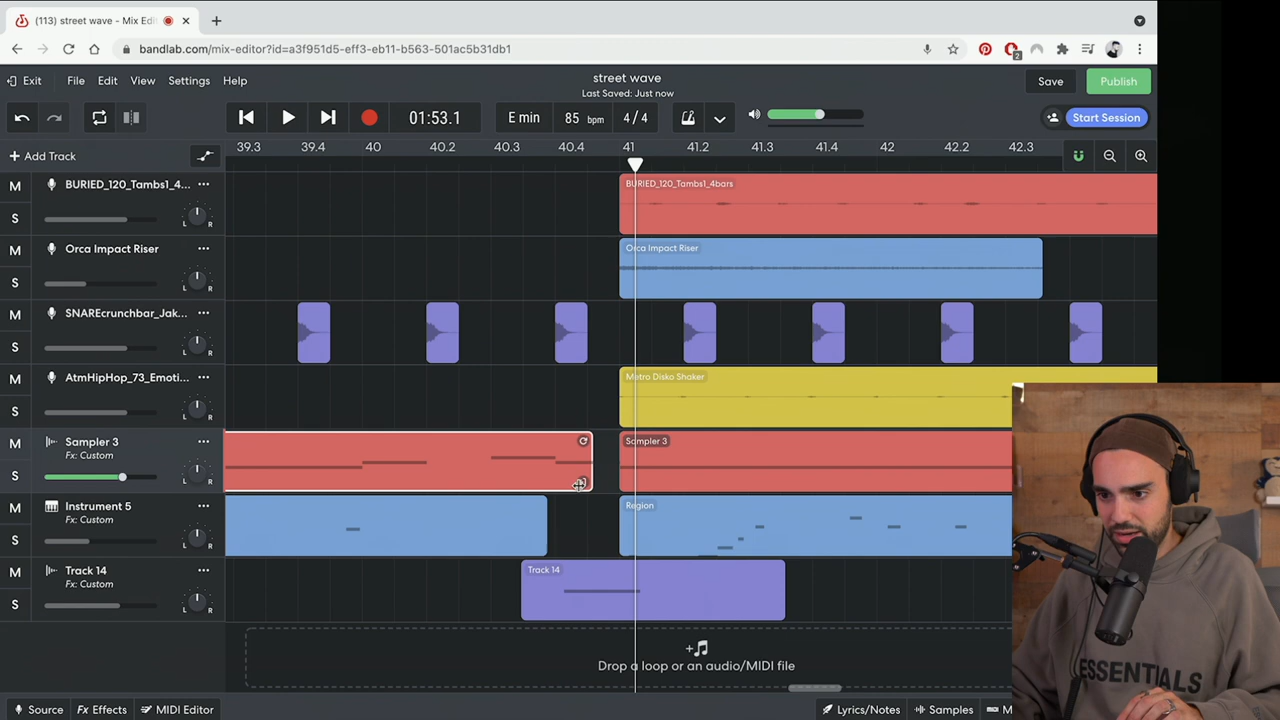 (113) street wave - Mix Edi
bandlab.com/mix-editor?id=a3f951d5-eff3-eb11-b563-501ac5b31db1
2
Exit File Edit View Settings Help
street wave
Last Saved: Just now
Save Publish
01:53.1 E min 85 bpm 4 / 4 Start Session
+ Add Track
39.3 39.4 40 40.2 40.3 40.4 41 41.2 41.3 41.4 42 42.2 42.3
M BURIED_120_Tambs1_4... ...
S L R
BURIED_120_Tambs1_4bars
M Orca Impact Riser ...
S L R
Orca Impact Riser
M SNAREcrunchbar_Jak... ...
S L R
M AtmHipHop_73_Emoti... ...
S L R
Metro Disko Shaker
M Sampler 3 ...
Fx: Custom
S L R
Sampler 3
M Instrument 5 ...
Fx: Custom
S L R
Region
M Track 14 ...
Fx: Custom
S L R
Track 14
Drop a loop or an audio/MIDI file
Source Fx Effects MIDI Editor Lyrics/Notes Samples M
ESSENTIALS